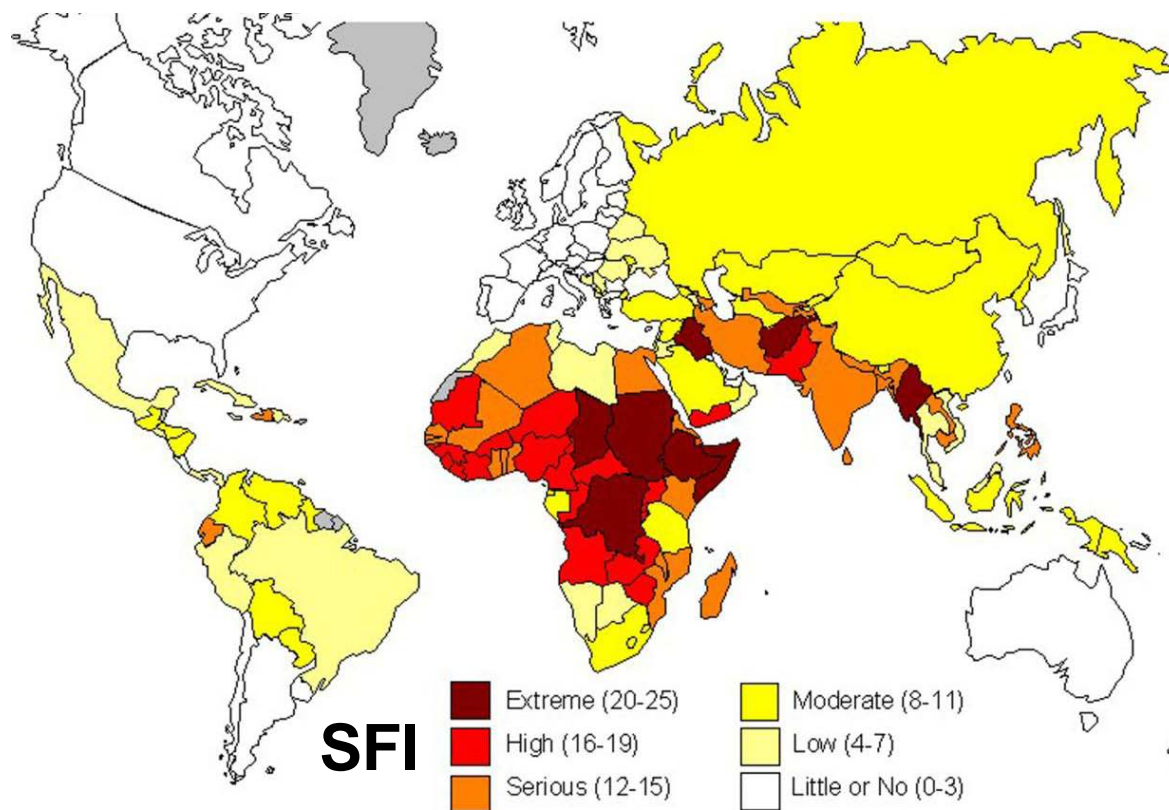 SFI
Extreme (20-25)
High (16-19)
Serious (12-15)
Moderate (8-11)
Low (4-7)
Little or No (0-3)